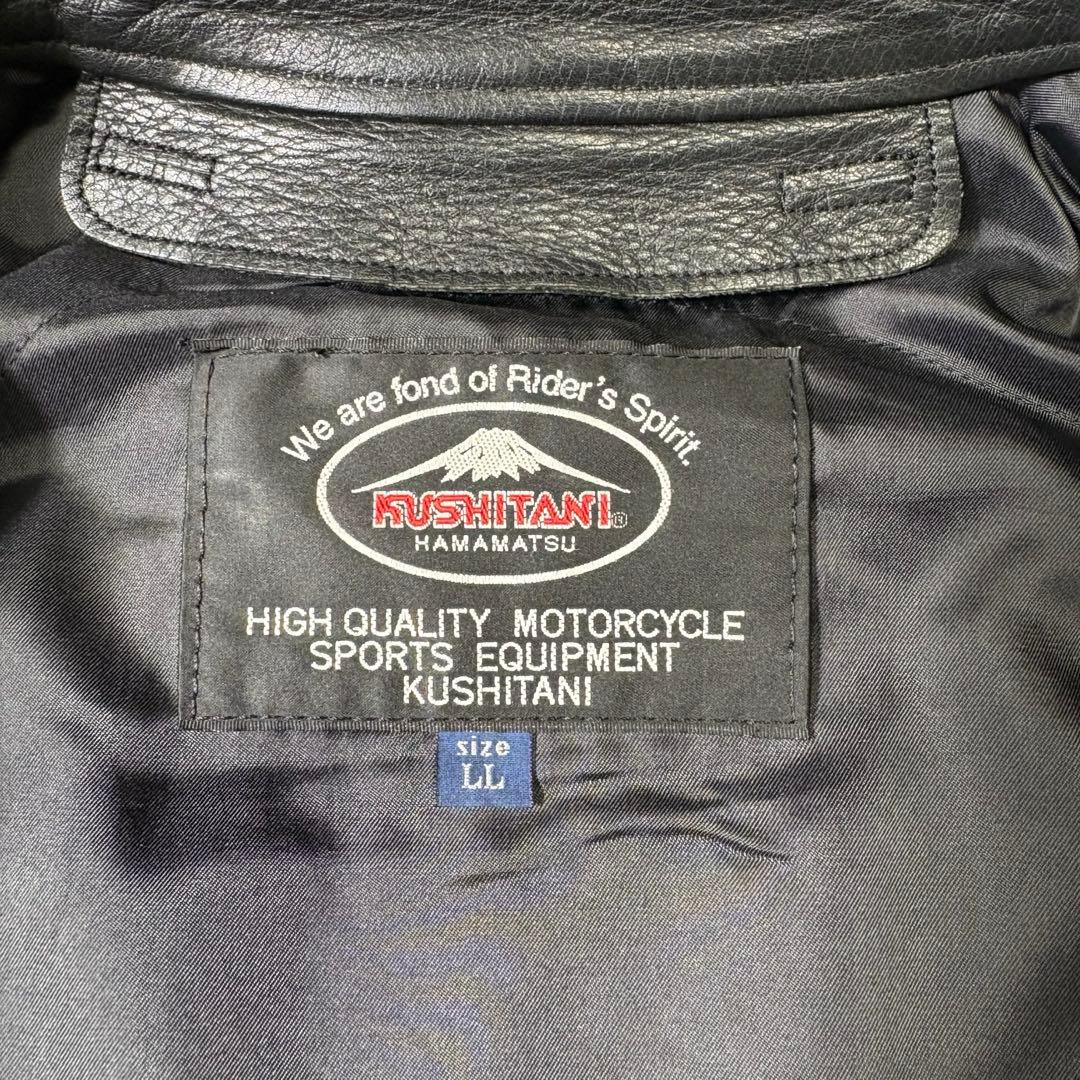 We are fond of Rider's Spirit.
KUSHITANI®
HAMAMATSU
HIGH QUALITY MOTORCYCLE
SPORTS EQUIPMENT
KUSHITANI
size
LL